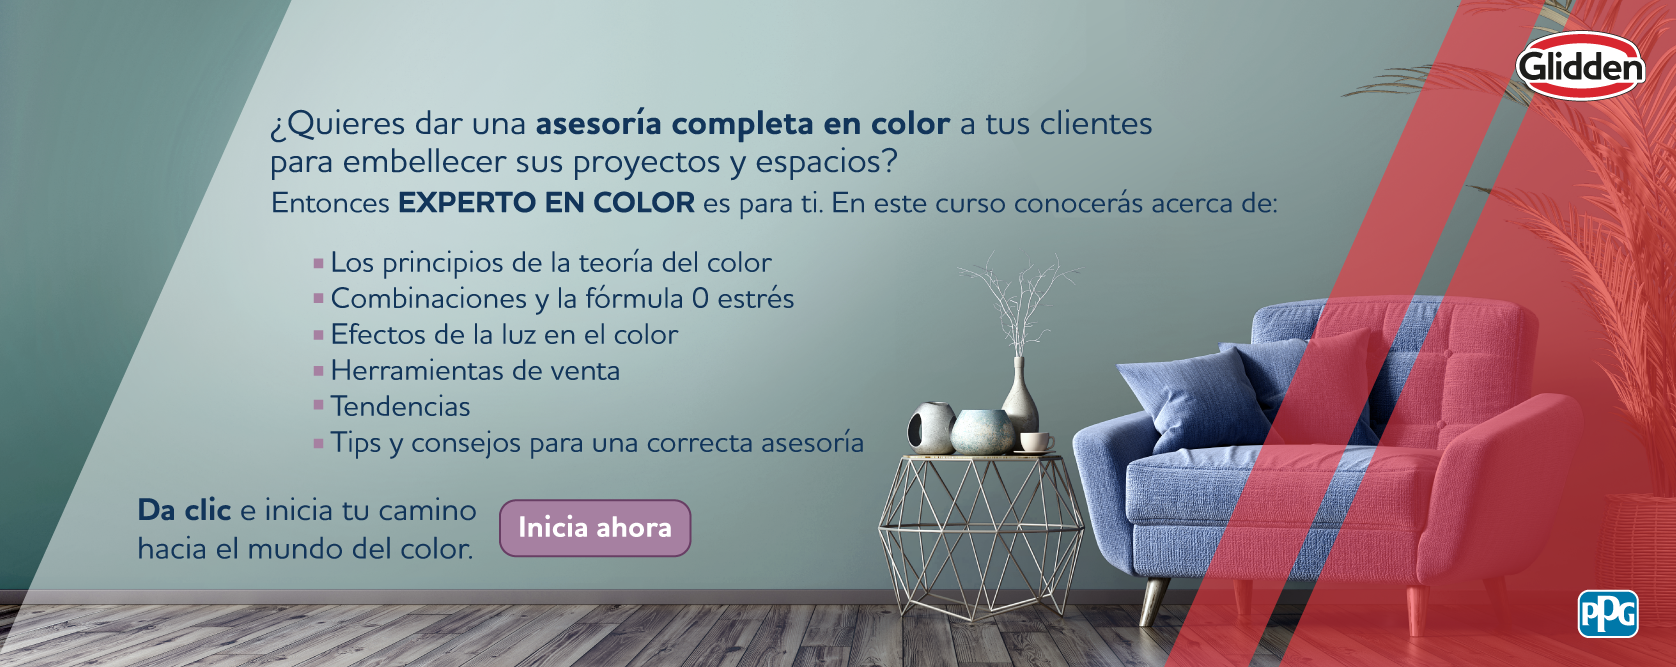 Glidden
¿Quieres dar una asesoría completa en color a tus clientes
para embellecer sus proyectos y espacios?
Entonces EXPERTO EN COLOR es para ti. En este curso conocerás acerca de:
Los principios de la teoría del color
Combinaciones y la fórmula 0 estrés
Efectos de la luz en el color
Herramientas de venta
Tendencias
Tips y consejos para una correcta asesoría
Da clic e inicia tu camino
hacia el mundo del color.
Inicia ahora
PPG